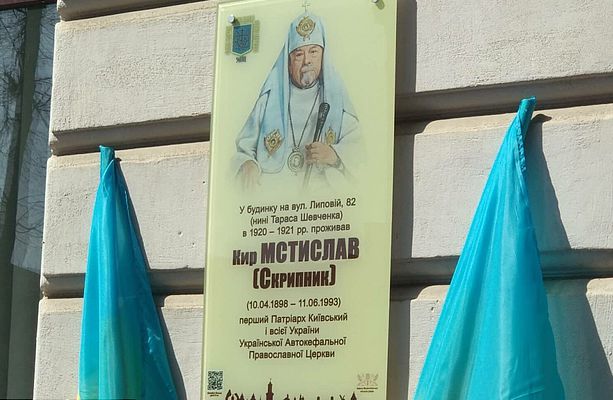 У будинку на вул. Липовій, 82
(нині Тараса Шевченка)
в 1920 – 1921 рр. проживав
Кир МСТИСЛАВ
(Скрипник)
(10.04.1898 – 11.06.1993)
перший Патріарх Київський
і всієї України
Української Автокефальної
Православної Церкви